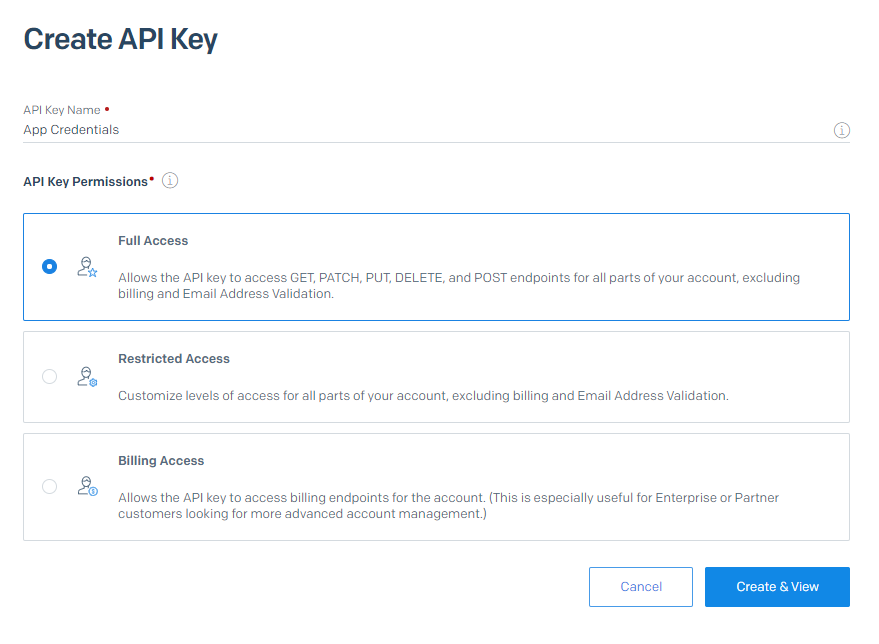 Create API Key
API Key Name •
App Credentials
API Key Permissions•
Full Access
Allows the API key to access GET, PATCH, PUT, DELETE, and POST endpoints for all parts of your account, excluding
billing and Email Address Validation.
Restricted Access
Customize levels of access for all parts of your account, excluding billing and Email Address Validation.
Billing Access
Allows the API key to access billing endpoints for the account. (This is especially useful for Enterprise or Partner
customers looking for more advanced account management.)
Cancel
Create & View